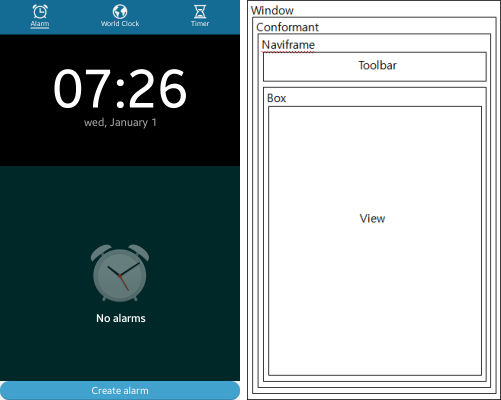 Alarm
World Clock
Timer
07:26
wed, January 1
No alarms
Create alarm
Window
Conformant
Naviframe
Toolbar
Box
View